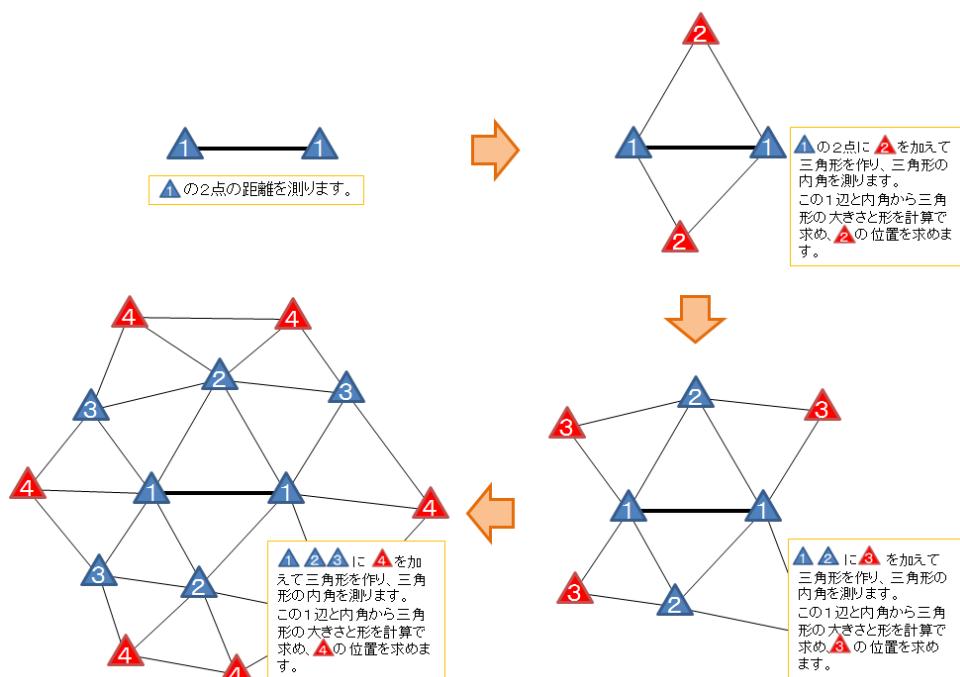 1 1
1 の2点の距離を測ります。
2
1 1
2
1 の2点に 2 を加えて
三角形を作り、三角形の
内角を測ります。
この1辺と内角から三角
形の大きさと形を計算で
求め、2 の位置を求めま
す。
2
3 3
1 1
3
2
1 2 に 3 を加えて
三角形を作り、三角形の
内角を測ります。
この1辺と内角から三角
形の大きさと形を計算で
求め、3 の位置を求め
ます。
4 4
2
3 3
4 1 1 4
3 2
4 4
1 2 3 に 4 を加
えて三角形を作り、三角
形の内角を測ります。
この1辺と内角から三角
形の大きさと形を計算で
求め、4 の位置を求めま
す。